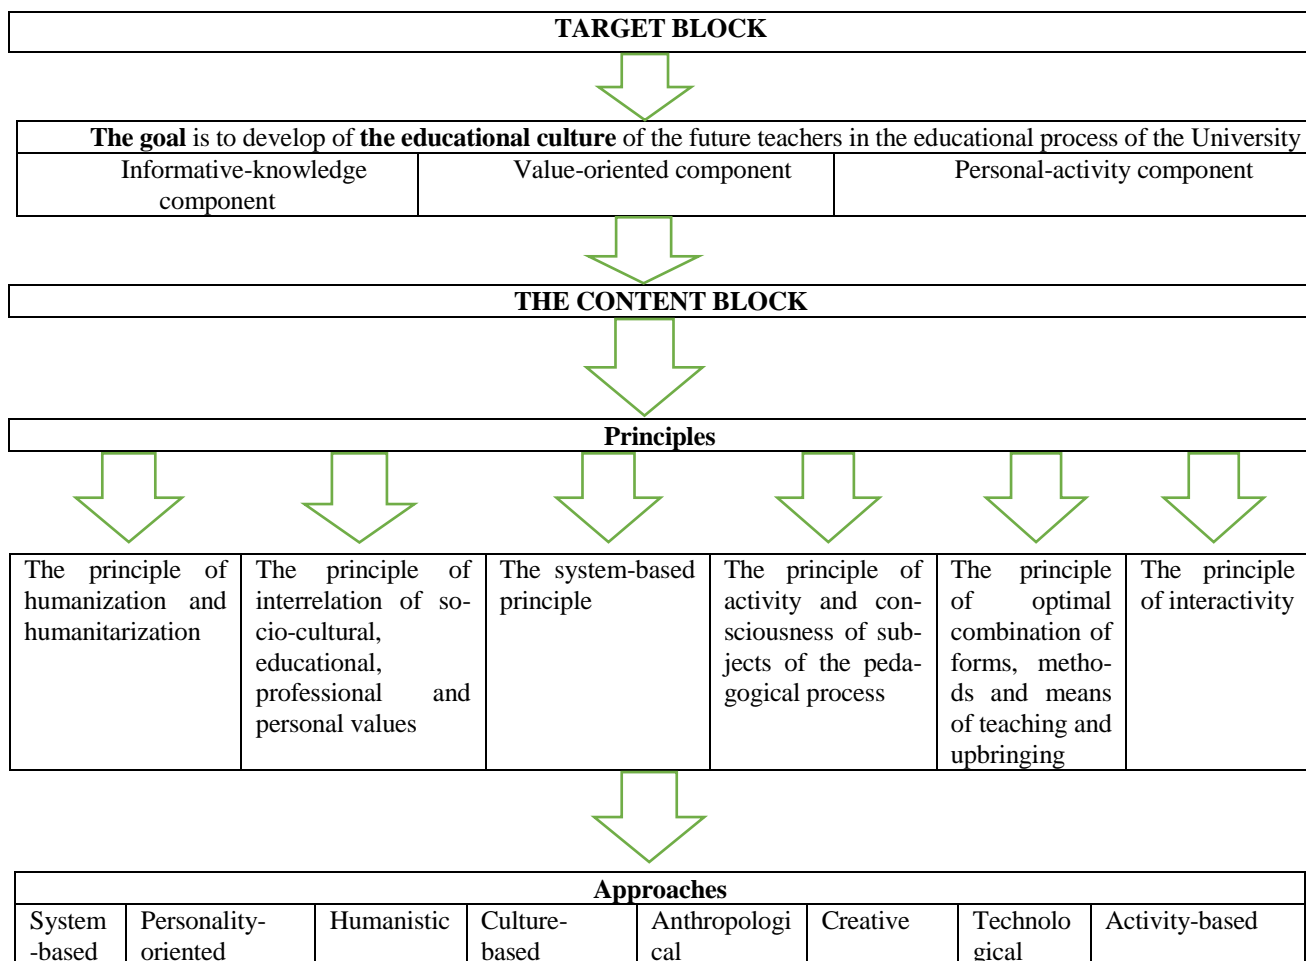 TARGET BLOCK
The goal is to develop of the educational culture of the future teachers in the educational process of the University
Informative-knowledge
component
Value-oriented component
Personal-activity component
THE CONTENT BLOCK
Principles
The principle of
humanization and
humanitarization
The principle of
interrelation of so-
cio-cultural,
educational,
professional and
personal values
The system-based
principle
The principle of
activity and con-
sciousness of sub-
jects of the peda-
gogical process
The principle
of optimal
combination of
forms, metho-
ds and means
of teaching and
upbringing
The principle
of interactivity
Approaches
System
-based
Personality-
oriented
Humanistic
Culture-
based
Anthropologi
cal
Creative
Technolo
gical
Activity-based